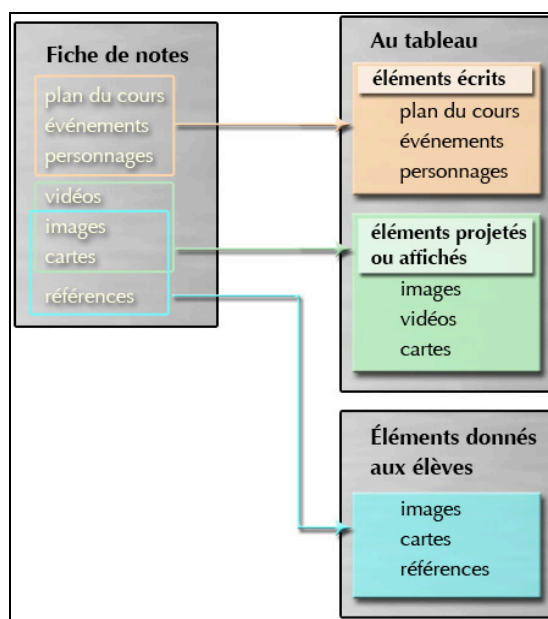 Fiche de notes
plan du cours
événements
personnages
vidéos
images
cartes
références
Au tableau
éléments écrits
plan du cours
événements
personnages
éléments projetés
ou affichés
images
vidéos
cartes
Éléments donnés
aux élèves
images
cartes
références